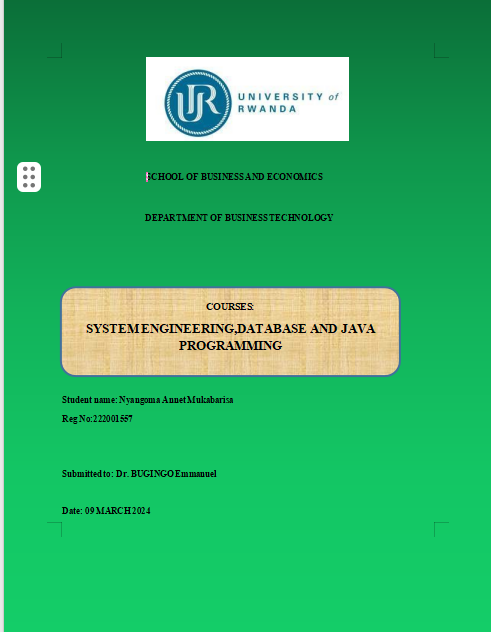 UNIVERSITY of
RWANDA
SCHOOL OF BUSINESS AND ECONOMICS
DEPARTMENT OF BUSINESS TECHNOLOGY
COURSES:
SYSTEM ENGINEERING,DATABASE AND JAVA
PROGRAMMING
Student name: Nyangoma Annet Mukabarisa
Reg No:222001557
Submitted to: Dr. BUGINGO Emmanuel
Date: 09 MARCH 2024